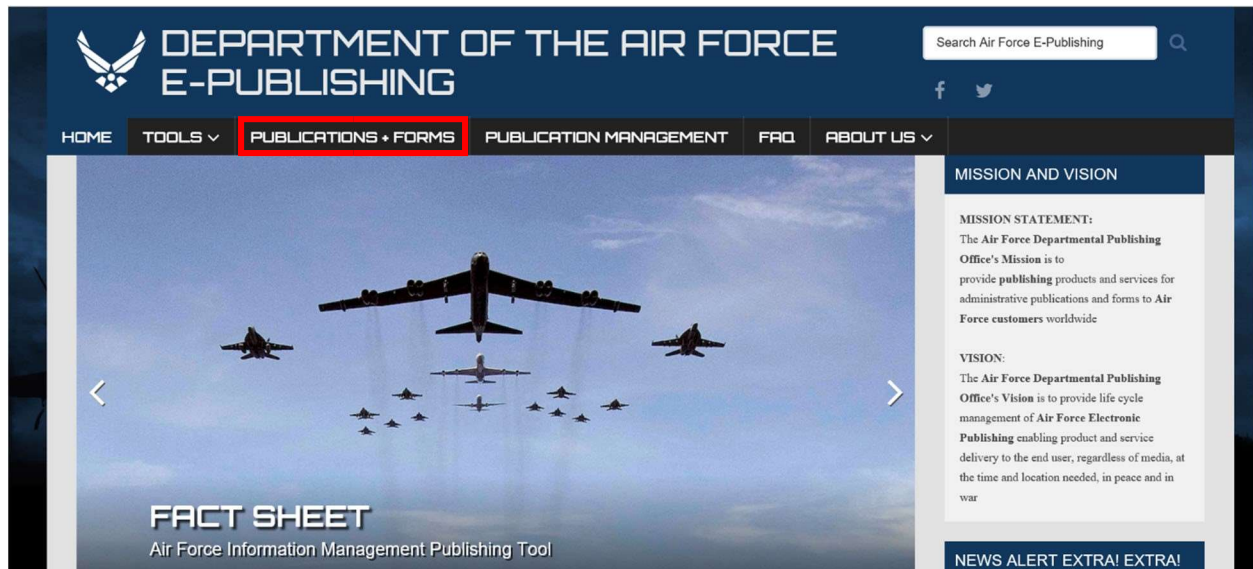 DEPARTMENT OF THE AIR FORCE
E-PUBLISHING
Search Air Force E-Publishing
HOME
TOOLS
PUBLICATIONS + FORMS
PUBLICATION MANAGEMENT
FAQ
ABOUT US
FACT SHEET
Air Force Information Management Publishing Tool
MISSION AND VISION
MISSION STATEMENT:
The Air Force Departmental Publishing
Office's Mission is to
provide publishing products and services for
administrative publications and forms to Air
Force customers worldwide
VISION:
The Air Force Departmental Publishing
Office's Vision is to provide life cycle
management of Air Force Electronic
Publishing enabling product and service
delivery to the end user, regardless of media, at
the time and location needed, in peace and in
war
NEWS ALERT EXTRA! EXTRA!